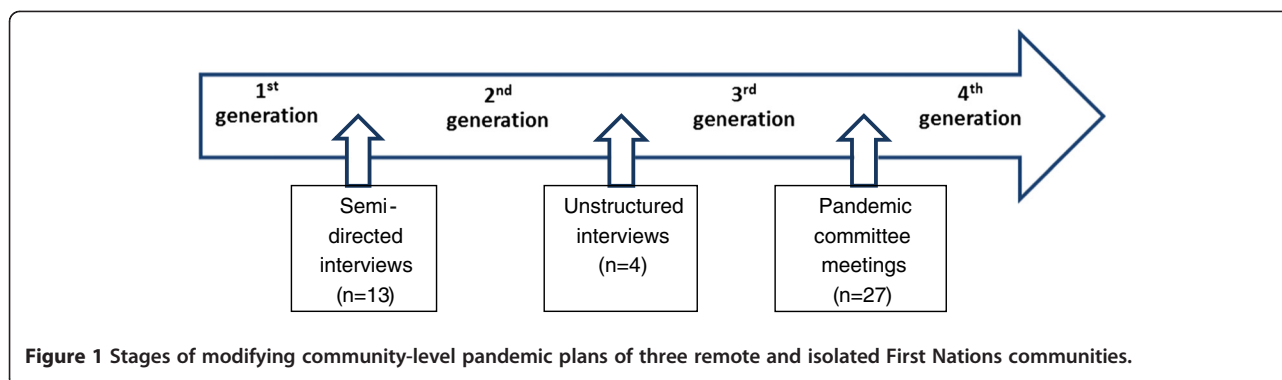 1st
generation
2nd
generation
3rd
generation
4th
generation
Semi-
directed
interviews
(n=13)
Unstructured
interviews
(n=4)
Pandemic
committee
meetings
(n=27)
Figure 1 Stages of modifying community-level pandemic plans of three remote and isolated First Nations communities.